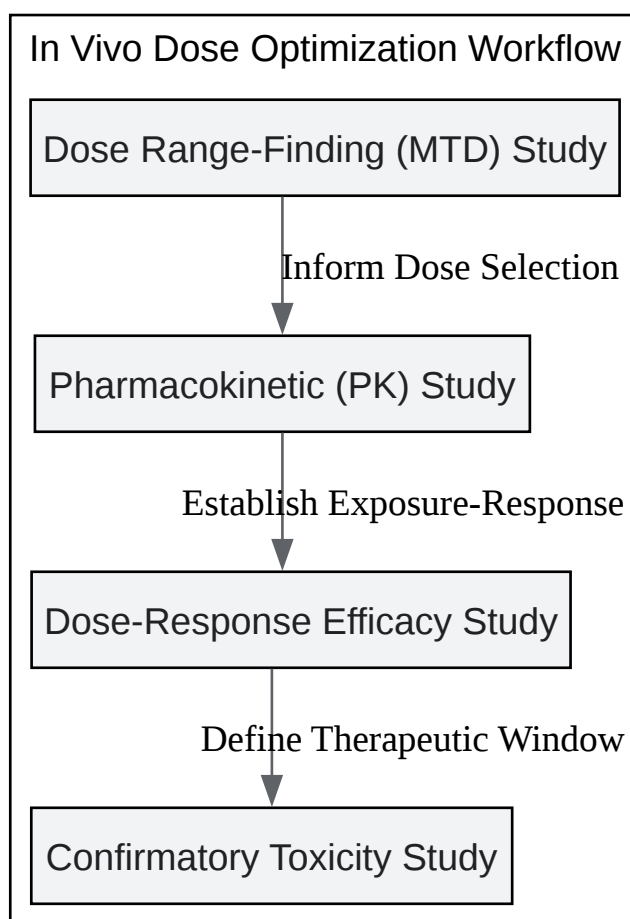 In Vivo Dose Optimization Workflow
Dose Range-Finding (MTD) Study
Inform Dose Selection
Pharmacokinetic (PK) Study
Establish Exposure-Response
Dose-Response Efficacy Study
Define Therapeutic Window
Confirmatory Toxicity Study